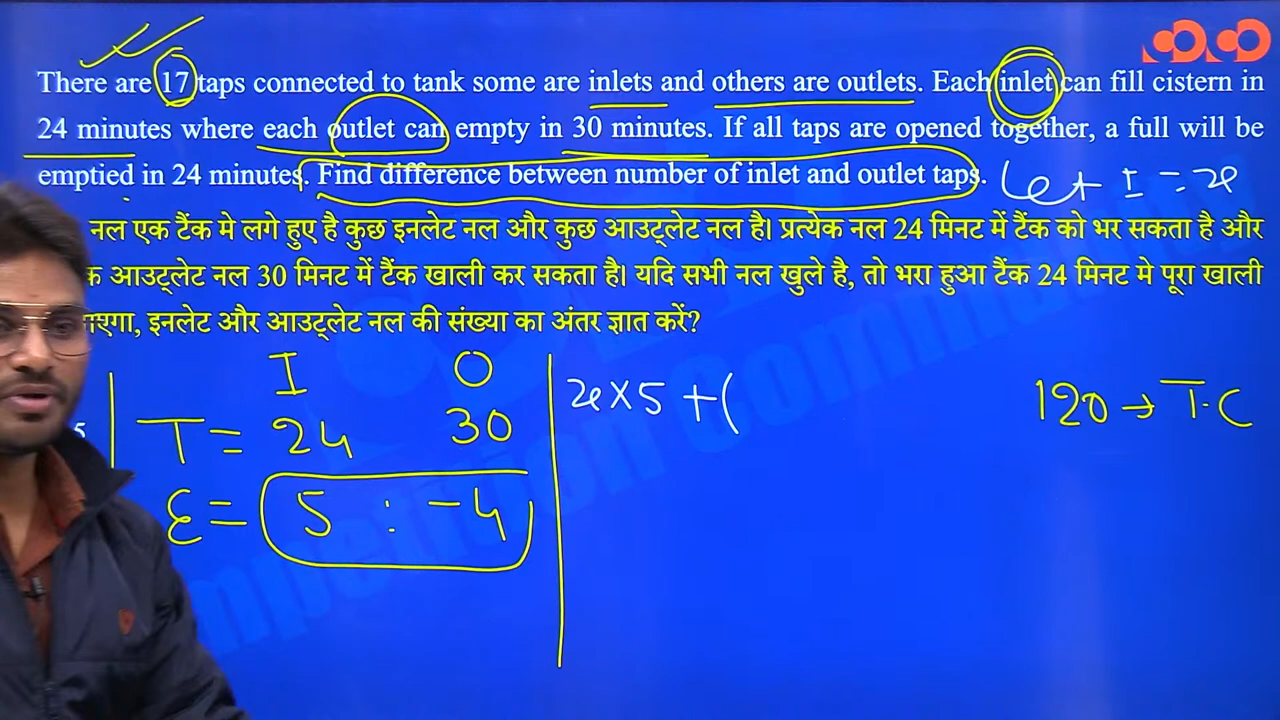 There are 17 taps connected to tank some are inlets and others are outlets. Each inlet can fill cistern in
24 minutes where each outlet can empty in 30 minutes. If all taps are opened together, a full will be
emptied in 24 minutes. Find difference between number of inlet and outlet taps.
Let I = x
नल एक टैंक मे लगे हुए है कुछ इनलेट नल और कुछ आउट्लेट नल है। प्रत्येक नल 24 मिनट में टैंक को भर सकता है और
आउट्लेट नल 30 मिनट में टैंक खाली कर सकता है। यदि सभी नल खुले है, तो भरा हुआ टैंक 24 मिनट मे पूरा खाली
इनलेट और आउट्लेट नल की संख्या का अंतर ज्ञात करें?
I O
T = 24 30
ε = 5 : -4
x × 5 + (
120 → T.C